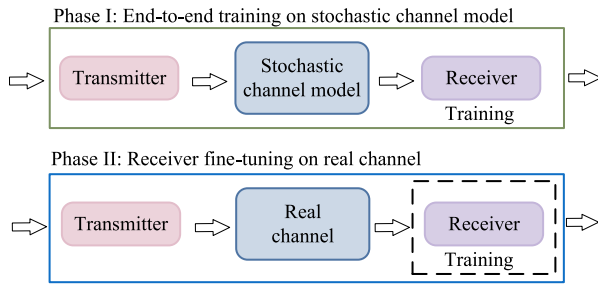 Phase I: End-to-end training on stochastic channel model
Transmitter
Stochastic
channel model
Receiver
Training
Phase II: Receiver fine-tuning on real channel
Transmitter
Real
channel
Receiver
Training